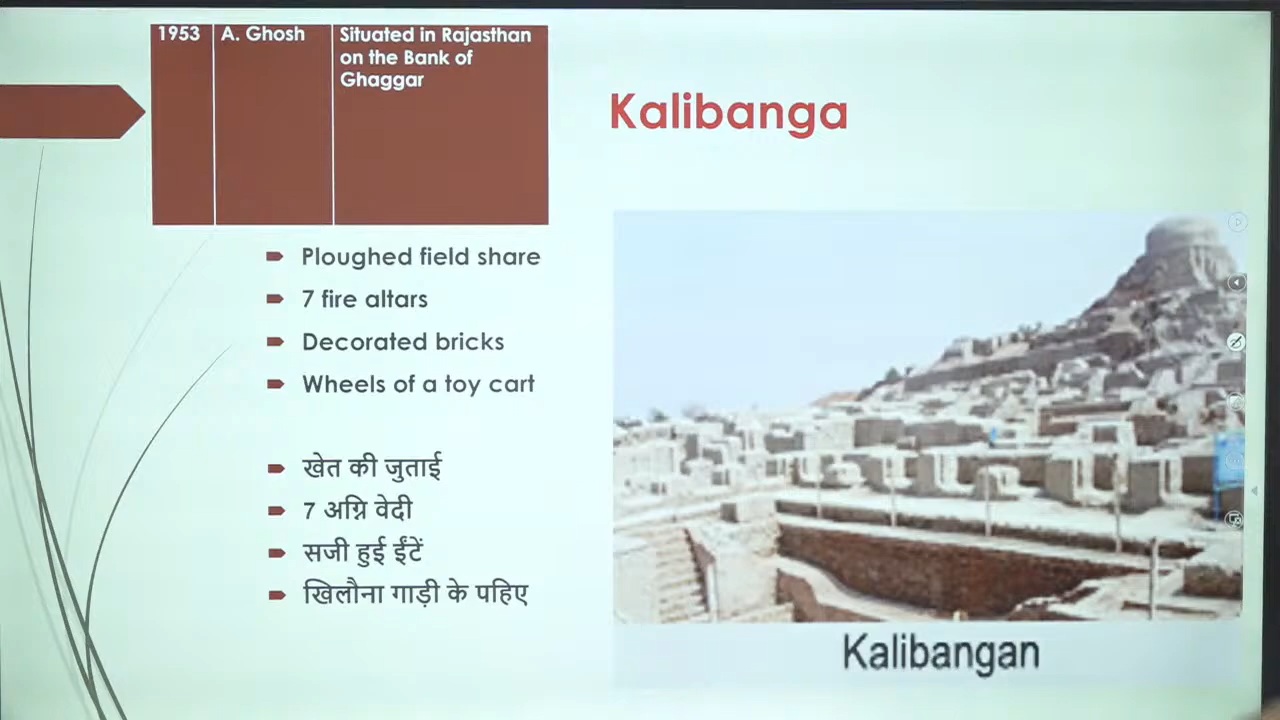 1953
A. Ghosh
Situated in Rajasthan
on the Bank of
Ghaggar
Kalibanga
Ploughed field share
7 fire altars
Decorated bricks
Wheels of a toy cart
खेत की जुताई
7 अग्नि वेदी
सजी हुई ईंटें
खिलौना गाड़ी के पहिए
Kalibangan